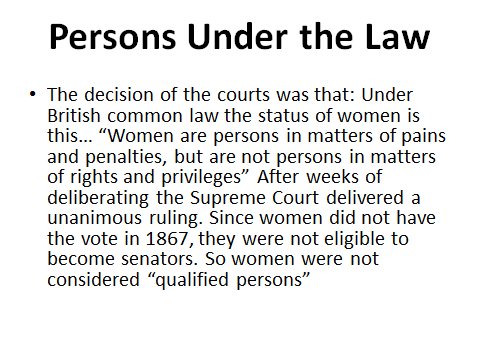 Persons Under the Law
• The decision of the courts was that: Under
British common law the status of women is
this… “Women are persons in matters of pains
and penalties, but are not persons in matters
of rights and privileges” After weeks of
deliberating the Supreme Court delivered a
unanimous ruling. Since women did not have
the vote in 1867, they were not eligible to
become senators. So women were not
considered “qualified persons”